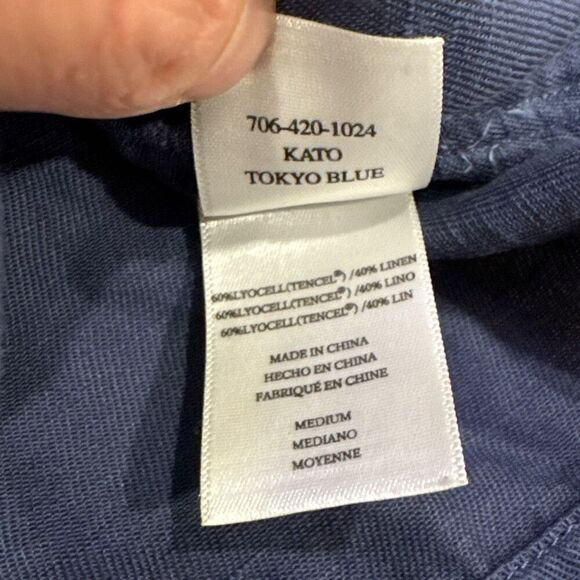 706-420-1024
KATO
TOKYO BLUE
60%LYOCELL(TENCEL®) /40% LINEN
60%LYOCELL(TENCEL®) /40% LINO
60%LYOCELL(TENCEL®) /40% LIN
MADE IN CHINA
HECHO EN CHINA
FABRIQUÉ EN CHINE
MEDIUM
MEDIANO
MOYENNE